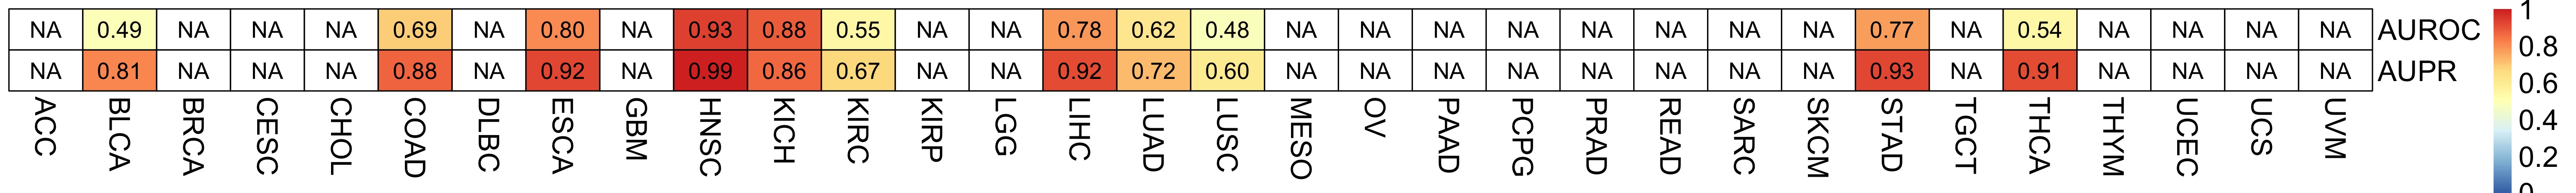 NA 0.49 NA NA NA 0.69 NA 0.80 NA 0.93 0.88 0.55 NA NA 0.78 0.62 0.48 NA NA NA NA NA NA NA NA 0.77 NA 0.54 NA NA NA NA AUROC
NA 0.81 NA NA NA 0.88 NA 0.92 NA 0.99 0.86 0.67 NA NA 0.92 0.72 0.60 NA NA NA NA NA NA NA NA 0.93 NA 0.91 NA NA NA NA AUPR
ACC BLCA BRCA CESC CHOL COAD DLBC ESCA GBM HNSC KICH KIRC KIRP LGG LIHC LUAD LUSC MESO OV PAAD PCPG PRAD READ SARC SKCM STAD TGCT THCA THYM UCEC UCS UVM
1
0.8
0.6
0.4
0.2
0